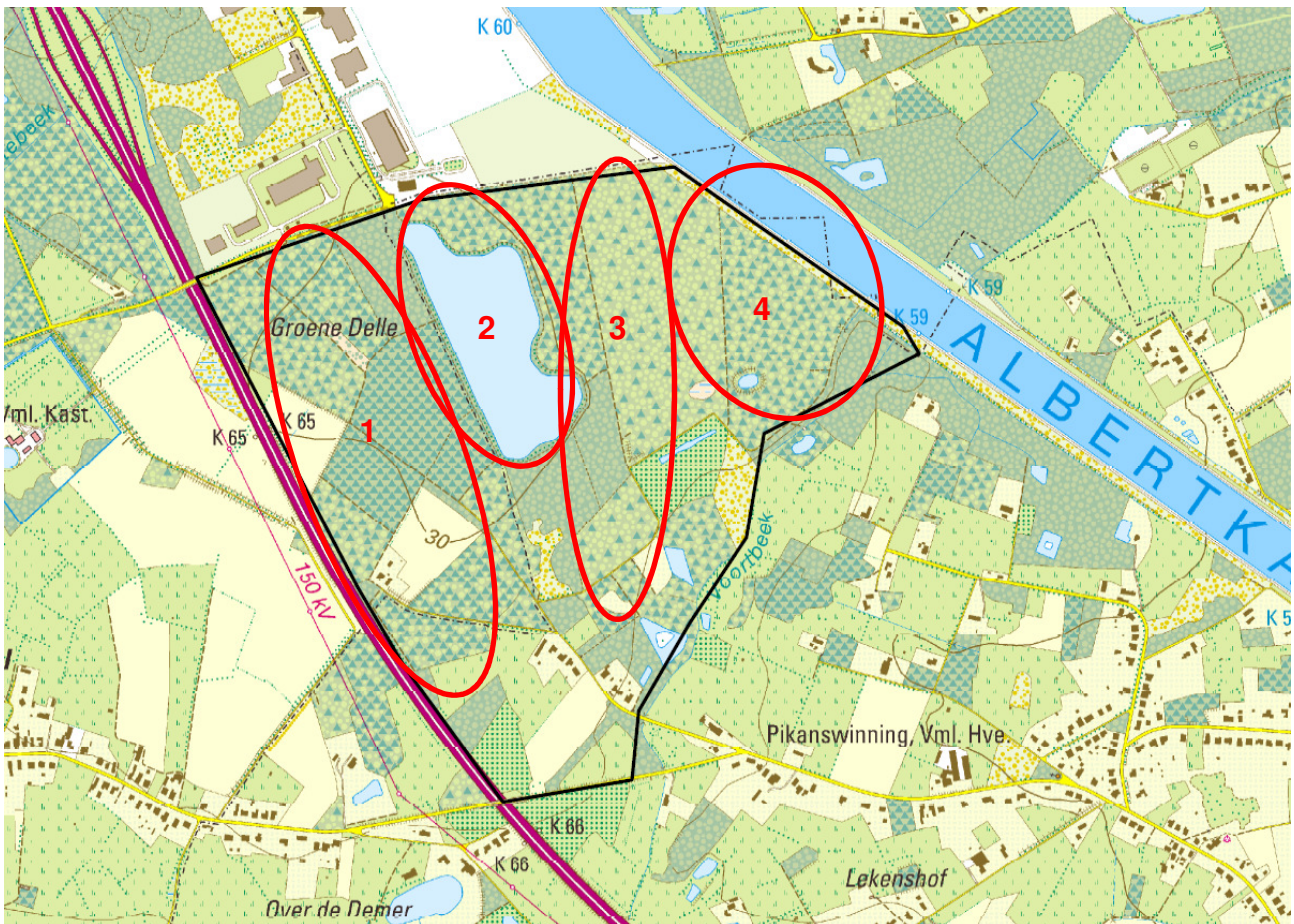 K 60
ebeek
K 59
K 59
Groene Delle
2
3
4
ALBERTKA
Vml. Kast.
K 65
K 65
1
30
Voortbeek
150 kV
K 5
Pikanswinning, Vml. Hve.
K 66
K 66
Lekenshof
Over de Demer